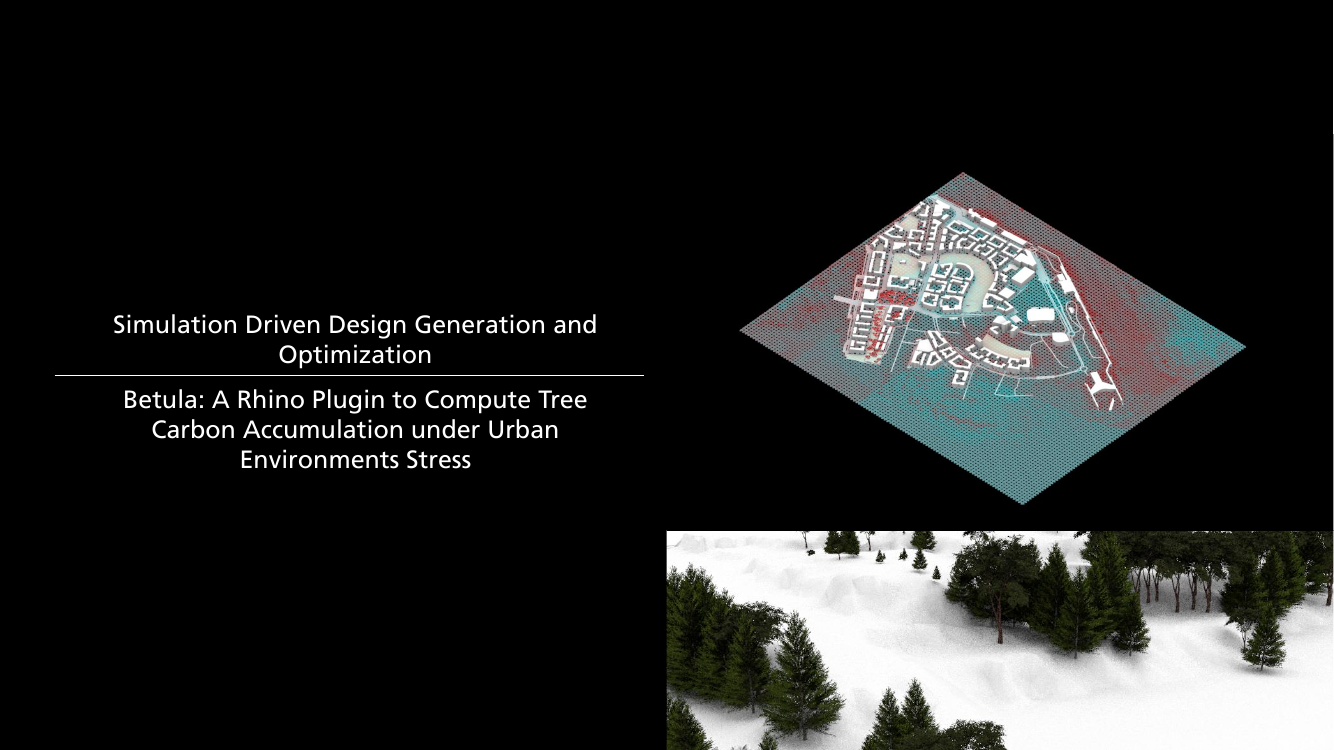 Simulation Driven Design Generation and
Optimization
Betula: A Rhino Plugin to Compute Tree
Carbon Accumulation under Urban
Environments Stress